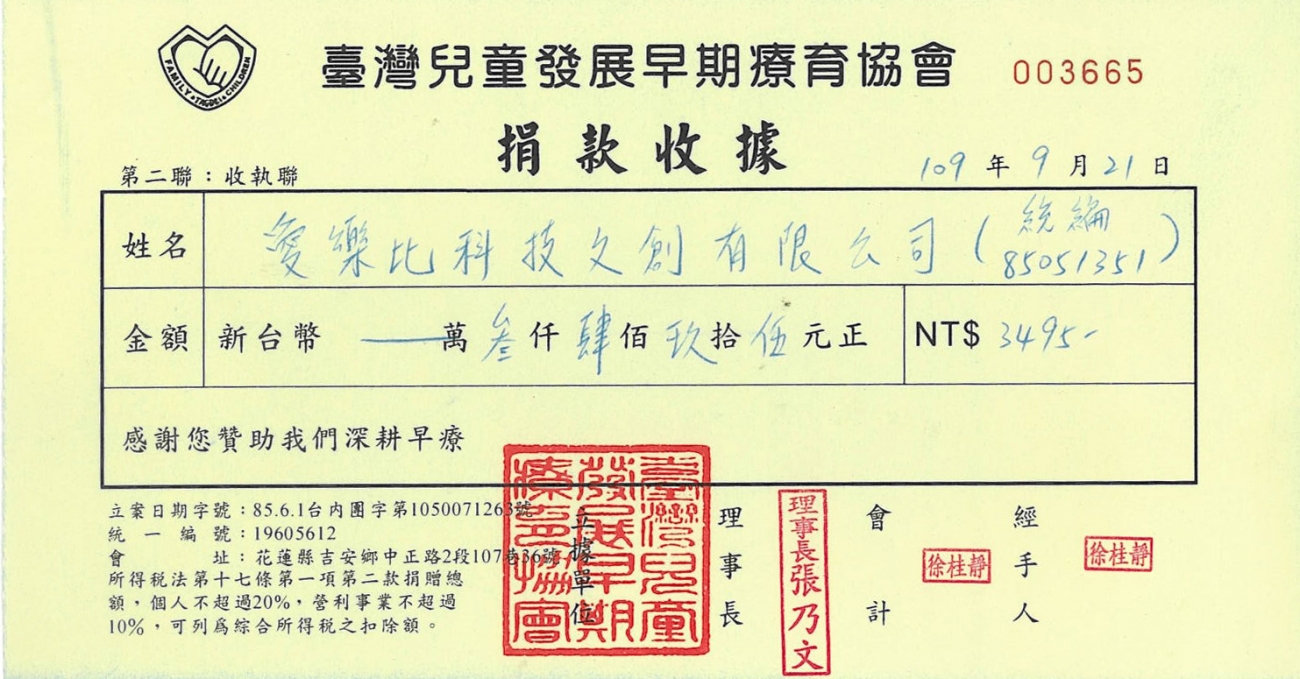 FAMILY • TAGDEI • CHILDREN
臺灣兒童發展早期療育協會
003665
捐款收據
第二聯：收執聯
109 年 9 月 21 日
姓名 愛樂比科技文創有限公司（統編 85051351）
金額 新台幣 萬叁仟肆佰玖拾伍元正 NT$ 3495-
感謝您贊助我們深耕早療
立案日期字號：85.6.1台內團字第1050071263號
統一編號：19605612
會址：花蓮縣吉安鄉中正路2段107巷36號
所得稅法第十七條第一項第二款捐贈總
額，個人不超過20%，營利事業不超過
10%，可列為綜合所得稅之扣除額。
臺灣兒童發展早期療育協會
立據單位
理事長
理事長張乃文
會計
徐桂靜
經手人
徐桂靜